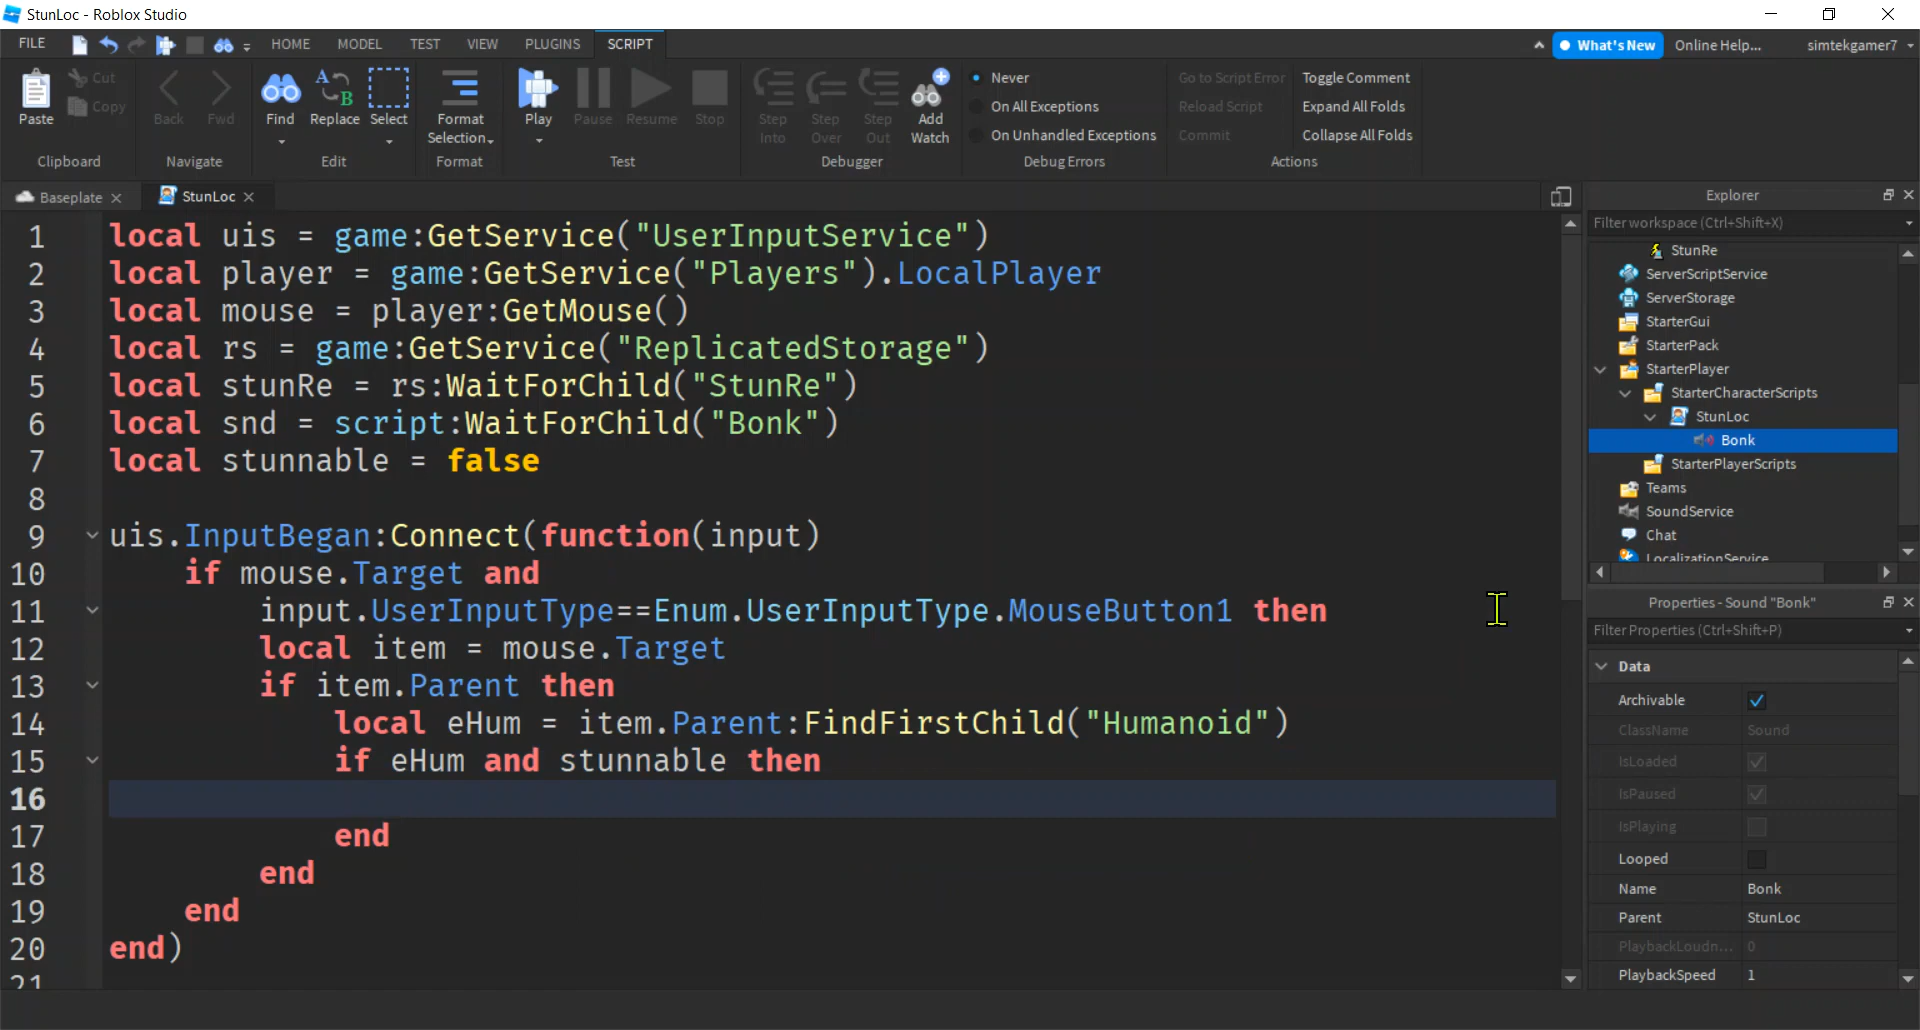 StunLoc - Roblox Studio
FILE HOME MODEL TEST VIEW PLUGINS SCRIPT What's New Online Help... simtekgamer7
Paste Cut Copy Clipboard
Back Fwd Navigate
Find Replace Select Edit
Format Selection Format
Play Pause Resume Stop Test
Step Into Step Over Step Out Add Watch Debugger
Never
On All Exceptions
On Unhandled Exceptions
Debug Errors
Go to Script Error Toggle Comment
Reload Script Expand All Folds
Commit Collapse All Folds
Actions
Baseplate StunLoc
1 local uis = game:GetService("UserInputService")
2 local player = game:GetService("Players").LocalPlayer
3 local mouse = player:GetMouse()
4 local rs = game:GetService("ReplicatedStorage")
5 local stunRe = rs:WaitForChild("StunRe")
6 local snd = script:WaitForChild("Bonk")
7 local stunnable = false
8
9 uis.InputBegan:Connect(function(input)
10 if mouse.Target and
11 input.UserInputType==Enum.UserInputType.MouseButton1 then
12 local item = mouse.Target
13 if item.Parent then
14 local eHum = item.Parent:FindFirstChild("Humanoid")
15 if eHum and stunnable then
16
17 end
18 end
19 end
20 end)
21
Explorer
Filter workspace (Ctrl+Shift+X)
StunRe
ServerScriptService
ServerStorage
StarterGui
StarterPack
StarterPlayer
StarterCharacterScripts
StunLoc
Bonk
StarterPlayerScripts
Teams
SoundService
Chat
LocalizationService
Properties - Sound "Bonk"
Filter Properties (Ctrl+Shift+P)
Data
Archivable
ClassName Sound
IsLoaded
IsPaused
IsPlaying
Looped
Name Bonk
Parent StunLoc
PlaybackLoudn... 0
PlaybackSpeed 1